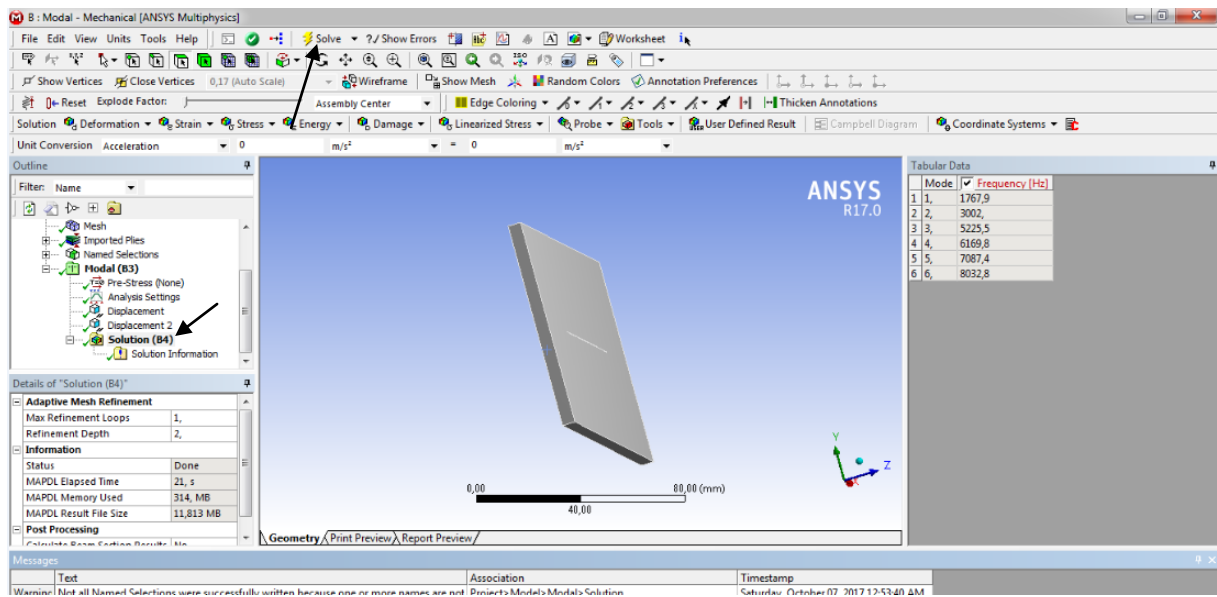 B : Modal - Mechanical [ANSYS Multiphysics]
File Edit View Units Tools Help Solve ?/ Show Errors Worksheet
Show Vertices Close Vertices 0,17 (Auto Scale) Wireframe Show Mesh Random Colors Annotation Preferences
Reset Explode Factor: Assembly Center Edge Coloring Thicken Annotations
Solution Deformation Strain Stress Energy Damage Linearized Stress Probe Tools User Defined Result Campbell Diagram Coordinate Systems
Unit Conversion Acceleration 0 m/s² = 0 m/s²
Outline
Filter: Name
Mesh
Imported Plies
Named Selections
Modal (B3)
Pre-Stress (None)
Analysis Settings
Displacement
Displacement 2
Solution (B4)
Solution Information
Details of "Solution (B4)"
Adaptive Mesh Refinement
Max Refinement Loops 1,
Refinement Depth 2,
Information
Status Done
MAPDL Elapsed Time 21, s
MAPDL Memory Used 314, MB
MAPDL Result File Size 11,813 MB
Post Processing
Calculate Beam Section Results No
ANSYS
R17.0
Y
Z
X
0,00 80,00 (mm)
40,00
Geometry Print Preview Report Preview
Tabular Data
Mode Frequency [Hz]
1 1, 1767,9
2 2, 3002,
3 3, 5225,5
4 4, 6169,8
5 5, 7087,4
6 6, 8032,8
Messages
Text Association Timestamp
Warning Not all Named Selections were successfully written because one or more names are not Project>Model>Modal>Solution Saturday, October 07, 2017 12:53:40 AM